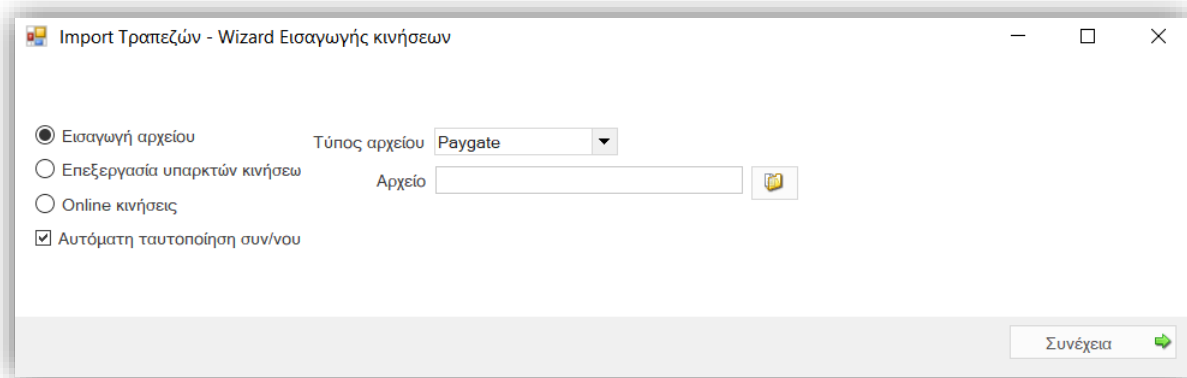 Import Τραπεζών - Wizard Εισαγωγής κινήσεων
Εισαγωγή αρχείου
Τύπος αρχείου Paygate
Επεξεργασία υπαρκτών κινήσεω
Αρχείο
Online κινήσεις
Αυτόματη ταυτοποίηση συν/νου
Συνέχεια